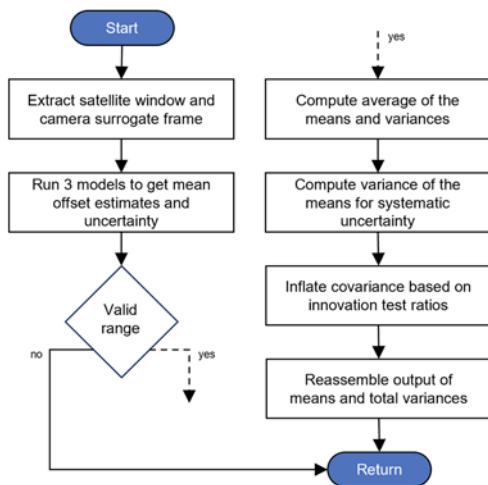 Start
Extract satellite window and
camera surrogate frame
Run 3 models to get mean
offset estimates and
uncertainty
Valid
range
no
yes
yes
Compute average of the
means and variances
Compute variance of the
means for systematic
uncertainty
Inflate covariance based on
innovation test ratios
Reassemble output of
means and total variances
Return